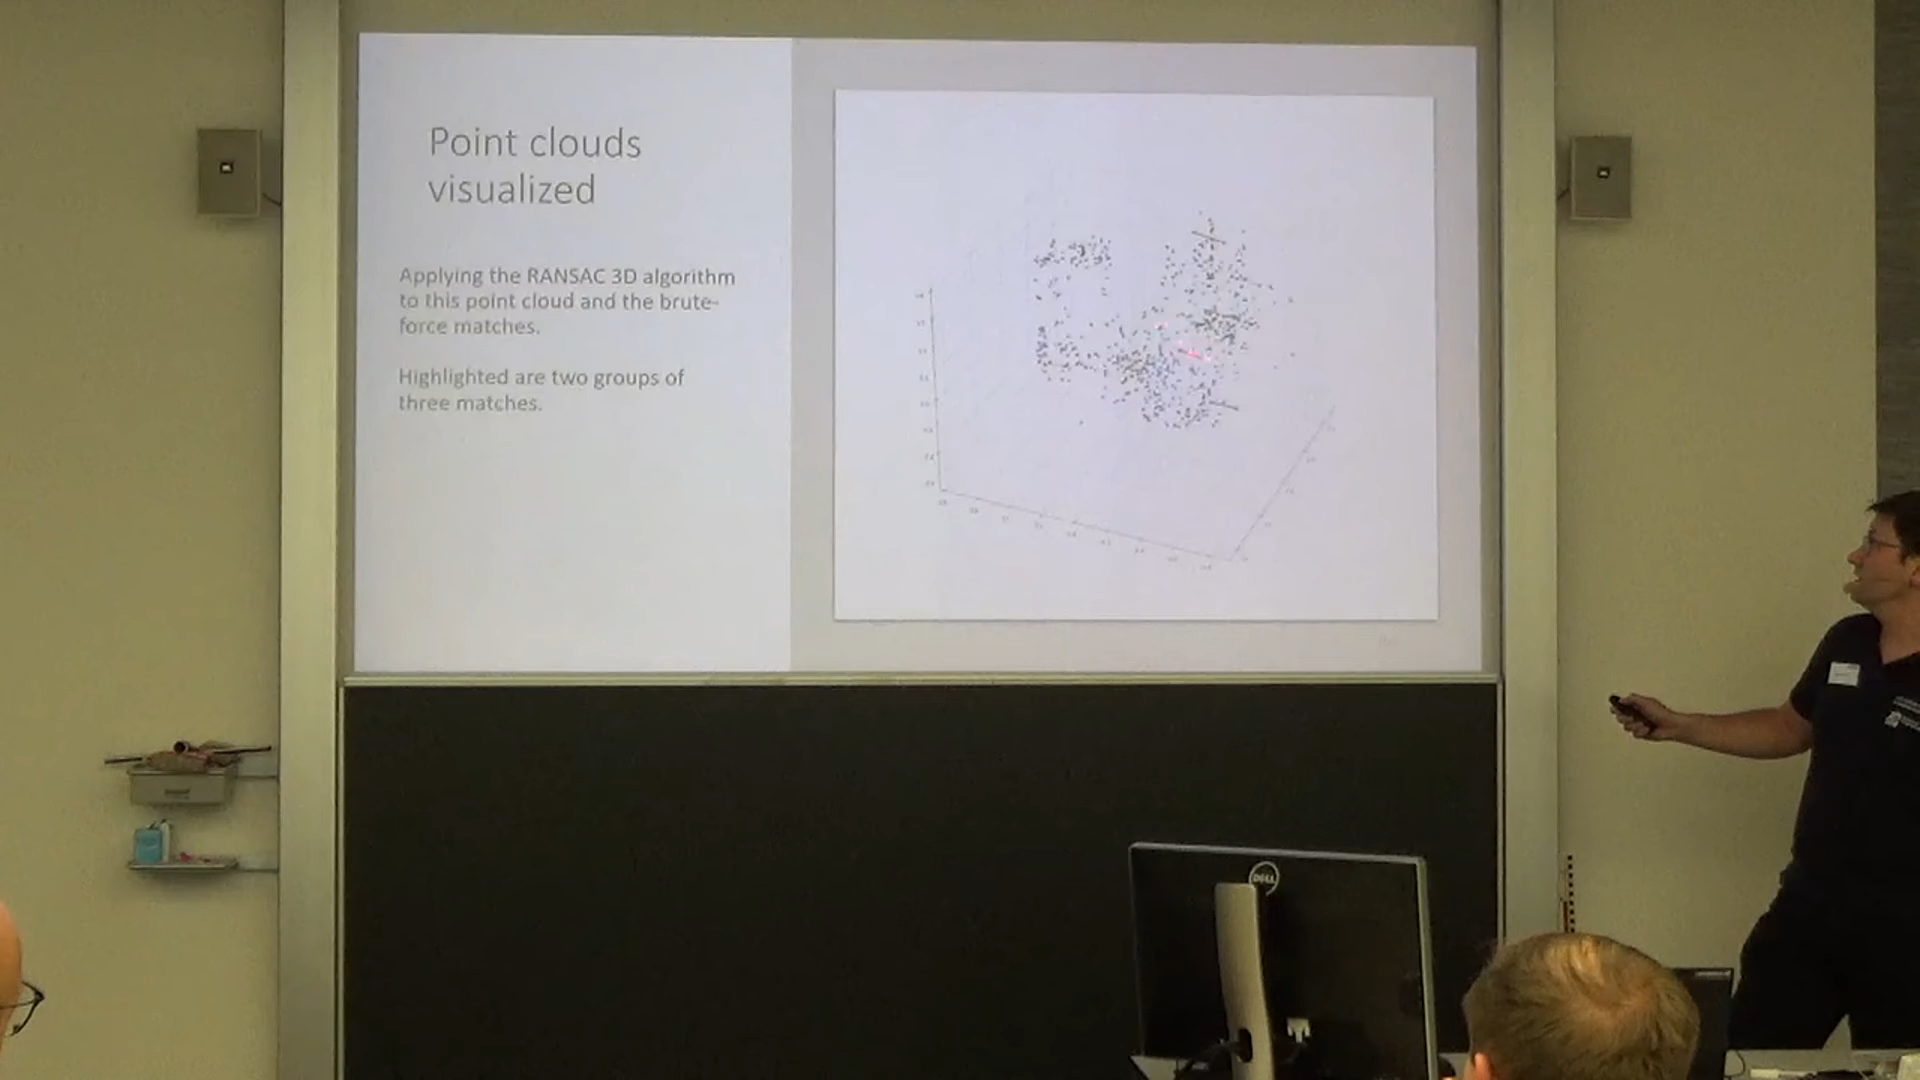 Point clouds
visualized
Applying the RANSAC 3D algorithm
to this point cloud and the brute-
force matches.
Highlighted are two groups of
three matches.
DELL